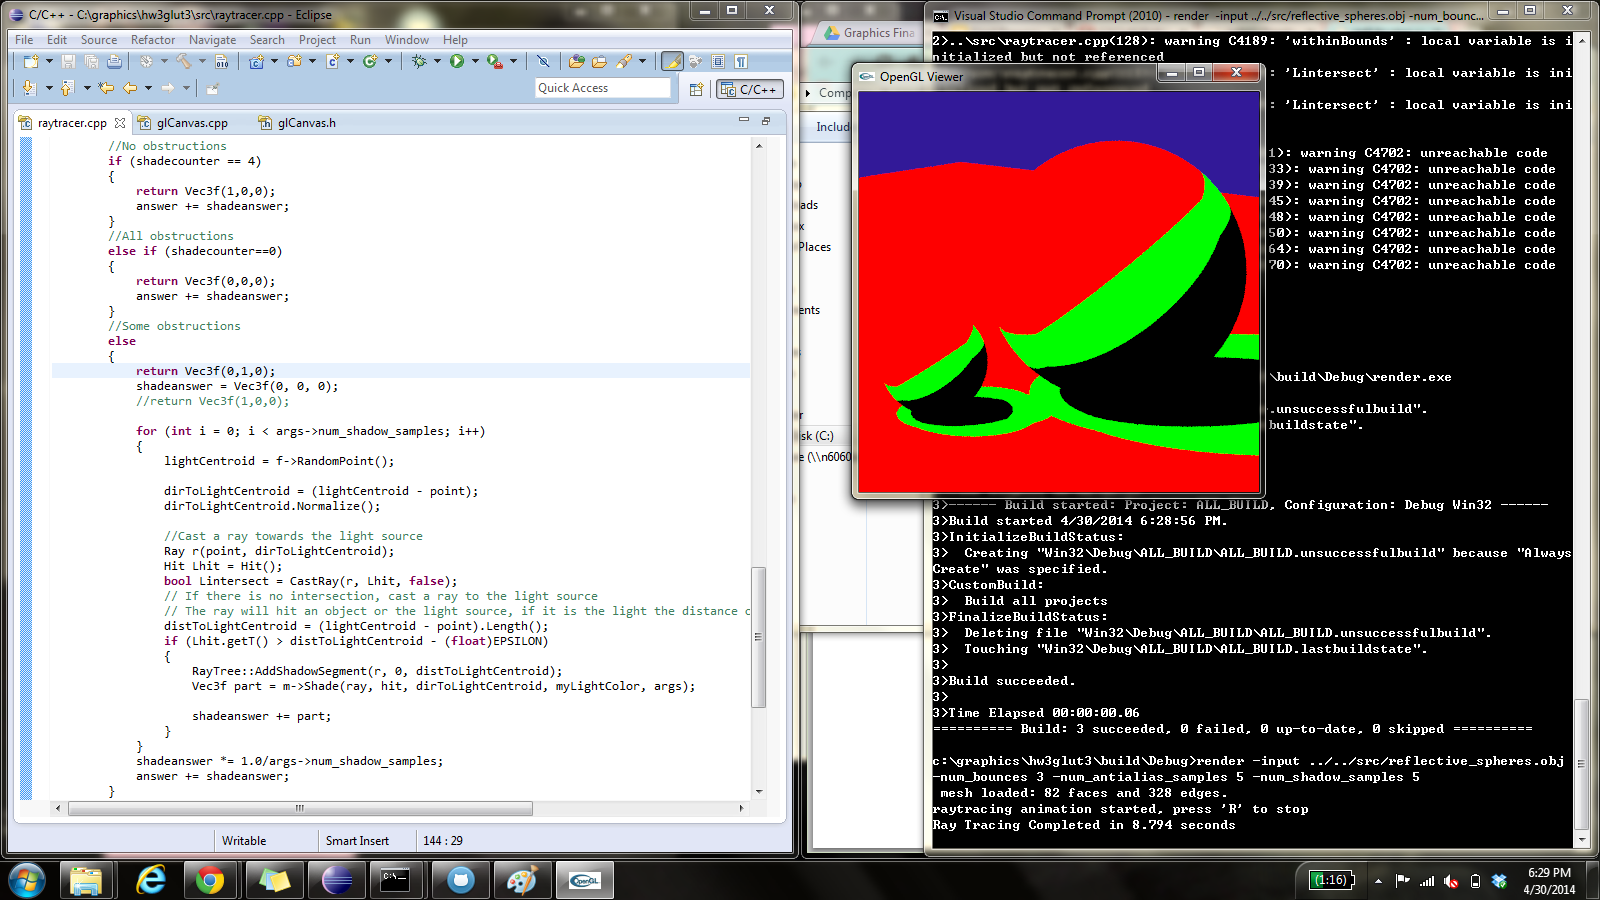 C/C++ - C:\graphics\hw3glut3\src\raytracer.cpp - Eclipse
File Edit Source Refactor Navigate Search Project Run Window Help
Quick Access
C/C++
raytracer.cpp glCanvas.cpp glCanvas.h
//No obstructions
if (shadecounter == 4)
{
return Vec3f(1,0,0);
answer += shadeanswer;
}
//All obstructions
else if (shadecounter==0)
{
return Vec3f(0,0,0);
answer += shadeanswer;
}
//Some obstructions
else
{
return Vec3f(0,1,0);
shadeanswer = Vec3f(0, 0, 0);
//return Vec3f(1,0,0);
for (int i = 0; i < args->num_shadow_samples; i++)
{
lightCentroid = f->RandomPoint();
dirToLightCentroid = (lightCentroid - point);
dirToLightCentroid.Normalize();
//Cast a ray towards the light source
Ray r(point, dirToLightCentroid);
Hit Lhit = Hit();
bool Lintersect = CastRay(r, Lhit, false);
// If there is no intersection, cast a ray to the light source
// The ray will hit an object or the light source, if it is the light the distance c
distToLightCentroid = (lightCentroid - point).Length();
if (Lhit.getT() > distToLightCentroid - (float)EPSILON)
{
RayTree::AddShadowSegment(r, 0, distToLightCentroid);
Vec3f part = m->Shade(ray, hit, dirToLightCentroid, myLightColor, args);
shadeanswer += part;
}
}
shadeanswer *= 1.0/args->num_shadow_samples;
answer += shadeanswer;
}
Writable Smart Insert 144 : 29
Graphics Fina
Comp
Includ
ads
x
Places
ents
r
sk (C:)
e (\\n6060
Visual Studio Command Prompt (2010) - render -input ../../src/reflective_spheres.obj -num_bounc...
2>..\src\raytracer.cpp(128): warning C4189: 'withinBounds' : local variable is i
nitialized but not referenced
: 'Lintersect' : local variable is ini
: 'Lintersect' : local variable is ini
1): warning C4702: unreachable code
33): warning C4702: unreachable code
39): warning C4702: unreachable code
45): warning C4702: unreachable code
48): warning C4702: unreachable code
50): warning C4702: unreachable code
64): warning C4702: unreachable code
70): warning C4702: unreachable code
\build\Debug\render.exe
.unsuccessfulbuild".
buildstate".
OpenGL Viewer
3>------ Build started: Project: ALL_BUILD, Configuration: Debug Win32 ------
3>Build started 4/30/2014 6:28:56 PM.
3>InitializeBuildStatus:
3> Creating "Win32\Debug\ALL_BUILD\ALL_BUILD.unsuccessfulbuild" because "Always
Create" was specified.
3>CustomBuild:
3> Build all projects
3>FinalizeBuildStatus:
3> Deleting file "Win32\Debug\ALL_BUILD\ALL_BUILD.unsuccessfulbuild".
3> Touching "Win32\Debug\ALL_BUILD\ALL_BUILD.lastbuildstate".
3>
3>Build succeeded.
3>
3>Time Elapsed 00:00:00.06
========== Build: 3 succeeded, 0 failed, 0 up-to-date, 0 skipped ==========
c:\graphics\hw3glut3\build\Debug>render -input ../../src/reflective_spheres.obj
-num_bounces 3 -num_antialias_samples 5 -num_shadow_samples 5
mesh loaded: 82 faces and 328 edges.
raytracing animation started, press 'R' to stop
Ray Tracing Completed in 8.794 seconds
(1:16)
6:29 PM
4/30/2014